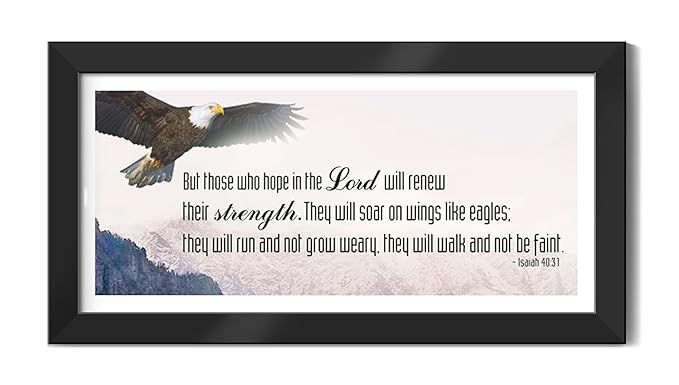 But those who hope in the Lord will renew
their strength. They will soar on wings like eagles;
they will run and not grow weary, they will walk and not be faint.
- Isaiah 40:31